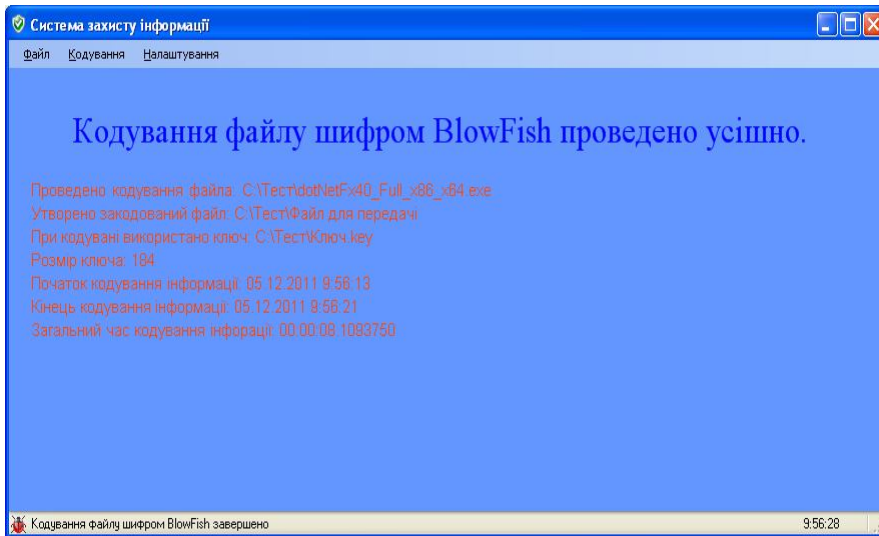 Система захисту інформації
Файл Кодування Налаштування
Кодування файлу шифром BlowFish проведено усішно.
Проведено кодування файла: C:\Тест\dotNetFx40_Full_x86_x64.exe
Утворено закодований файл: C:\Тест\Файл для передачі
При кодувані використано ключ: C:\Тест\Ключ.key
Розмір ключа: 184
Початок кодування інформації: 05.12.2011 9:56:13
Кінець кодування інформації: 05.12.2011 9:56:21
Загальний час кодування інфорації: 00:00:08.1093750
Кодування файлу шифром BlowFish завершено 9:56:28